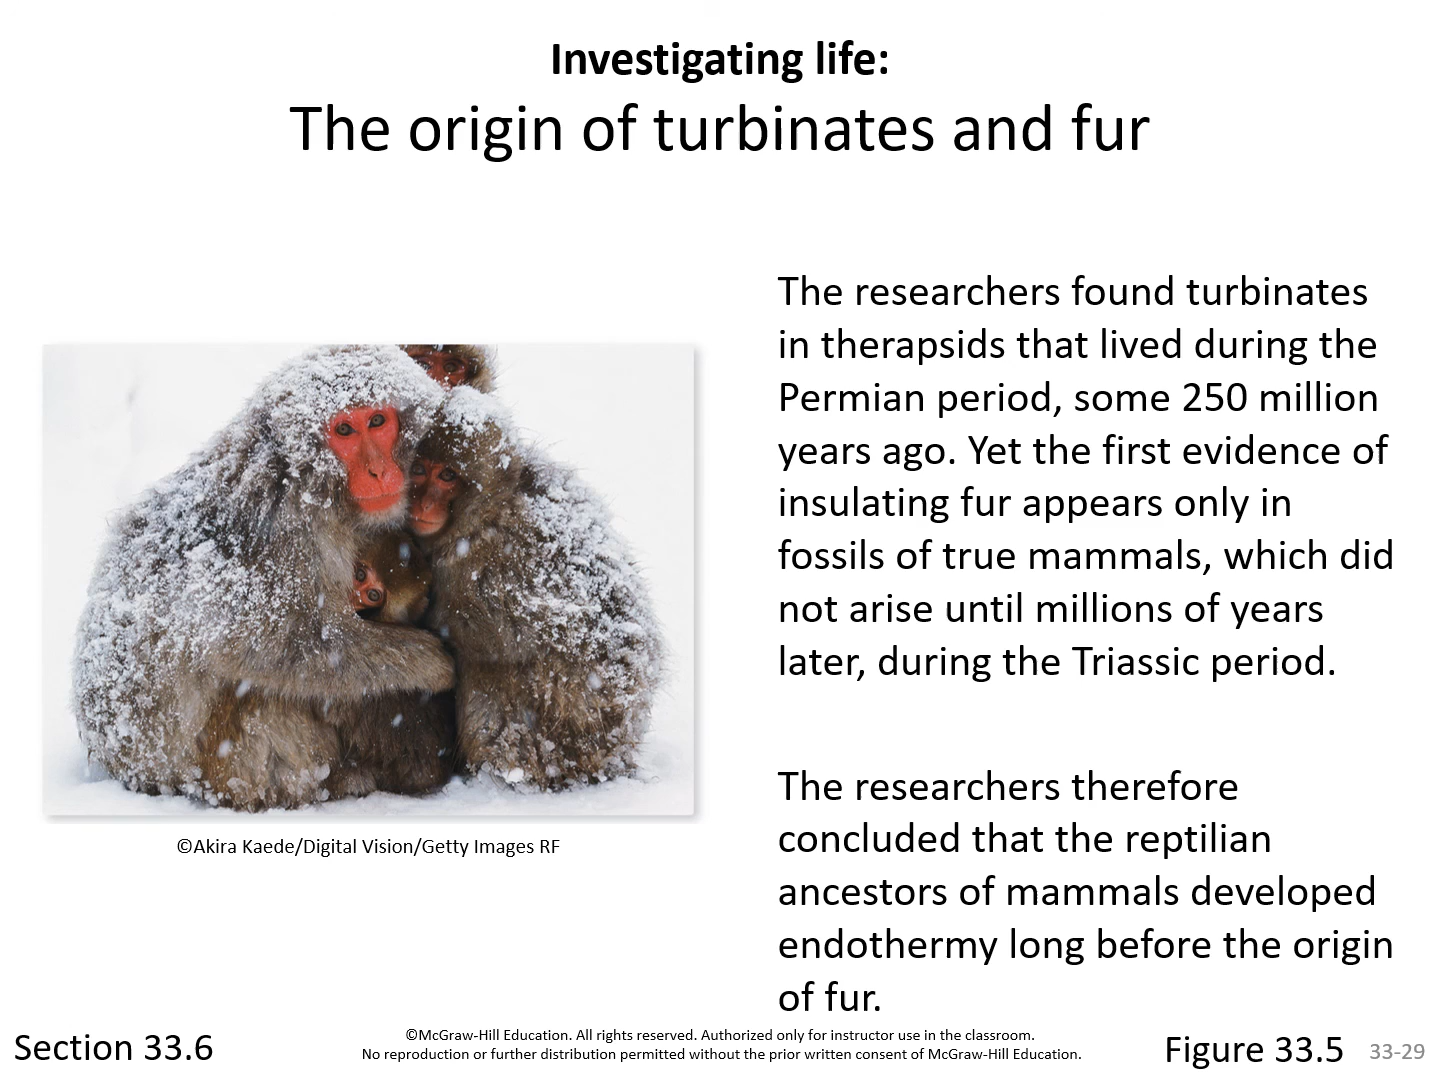 Investigating life:
The origin of turbinates and fur
The researchers found turbinates
in therapsids that lived during the
Permian period, some 250 million
years ago. Yet the first evidence of
insulating fur appears only in
fossils of true mammals, which did
not arise until millions of years
later, during the Triassic period.
The researchers therefore
concluded that the reptilian
ancestors of mammals developed
endothermy long before the origin
of fur.
©Akira Kaede/Digital Vision/Getty Images RF
Section 33.6
©McGraw-Hill Education. All rights reserved. Authorized only for instructor use in the classroom.
No reproduction or further distribution permitted without the prior written consent of McGraw-Hill Education.
Figure 33.5
33-29